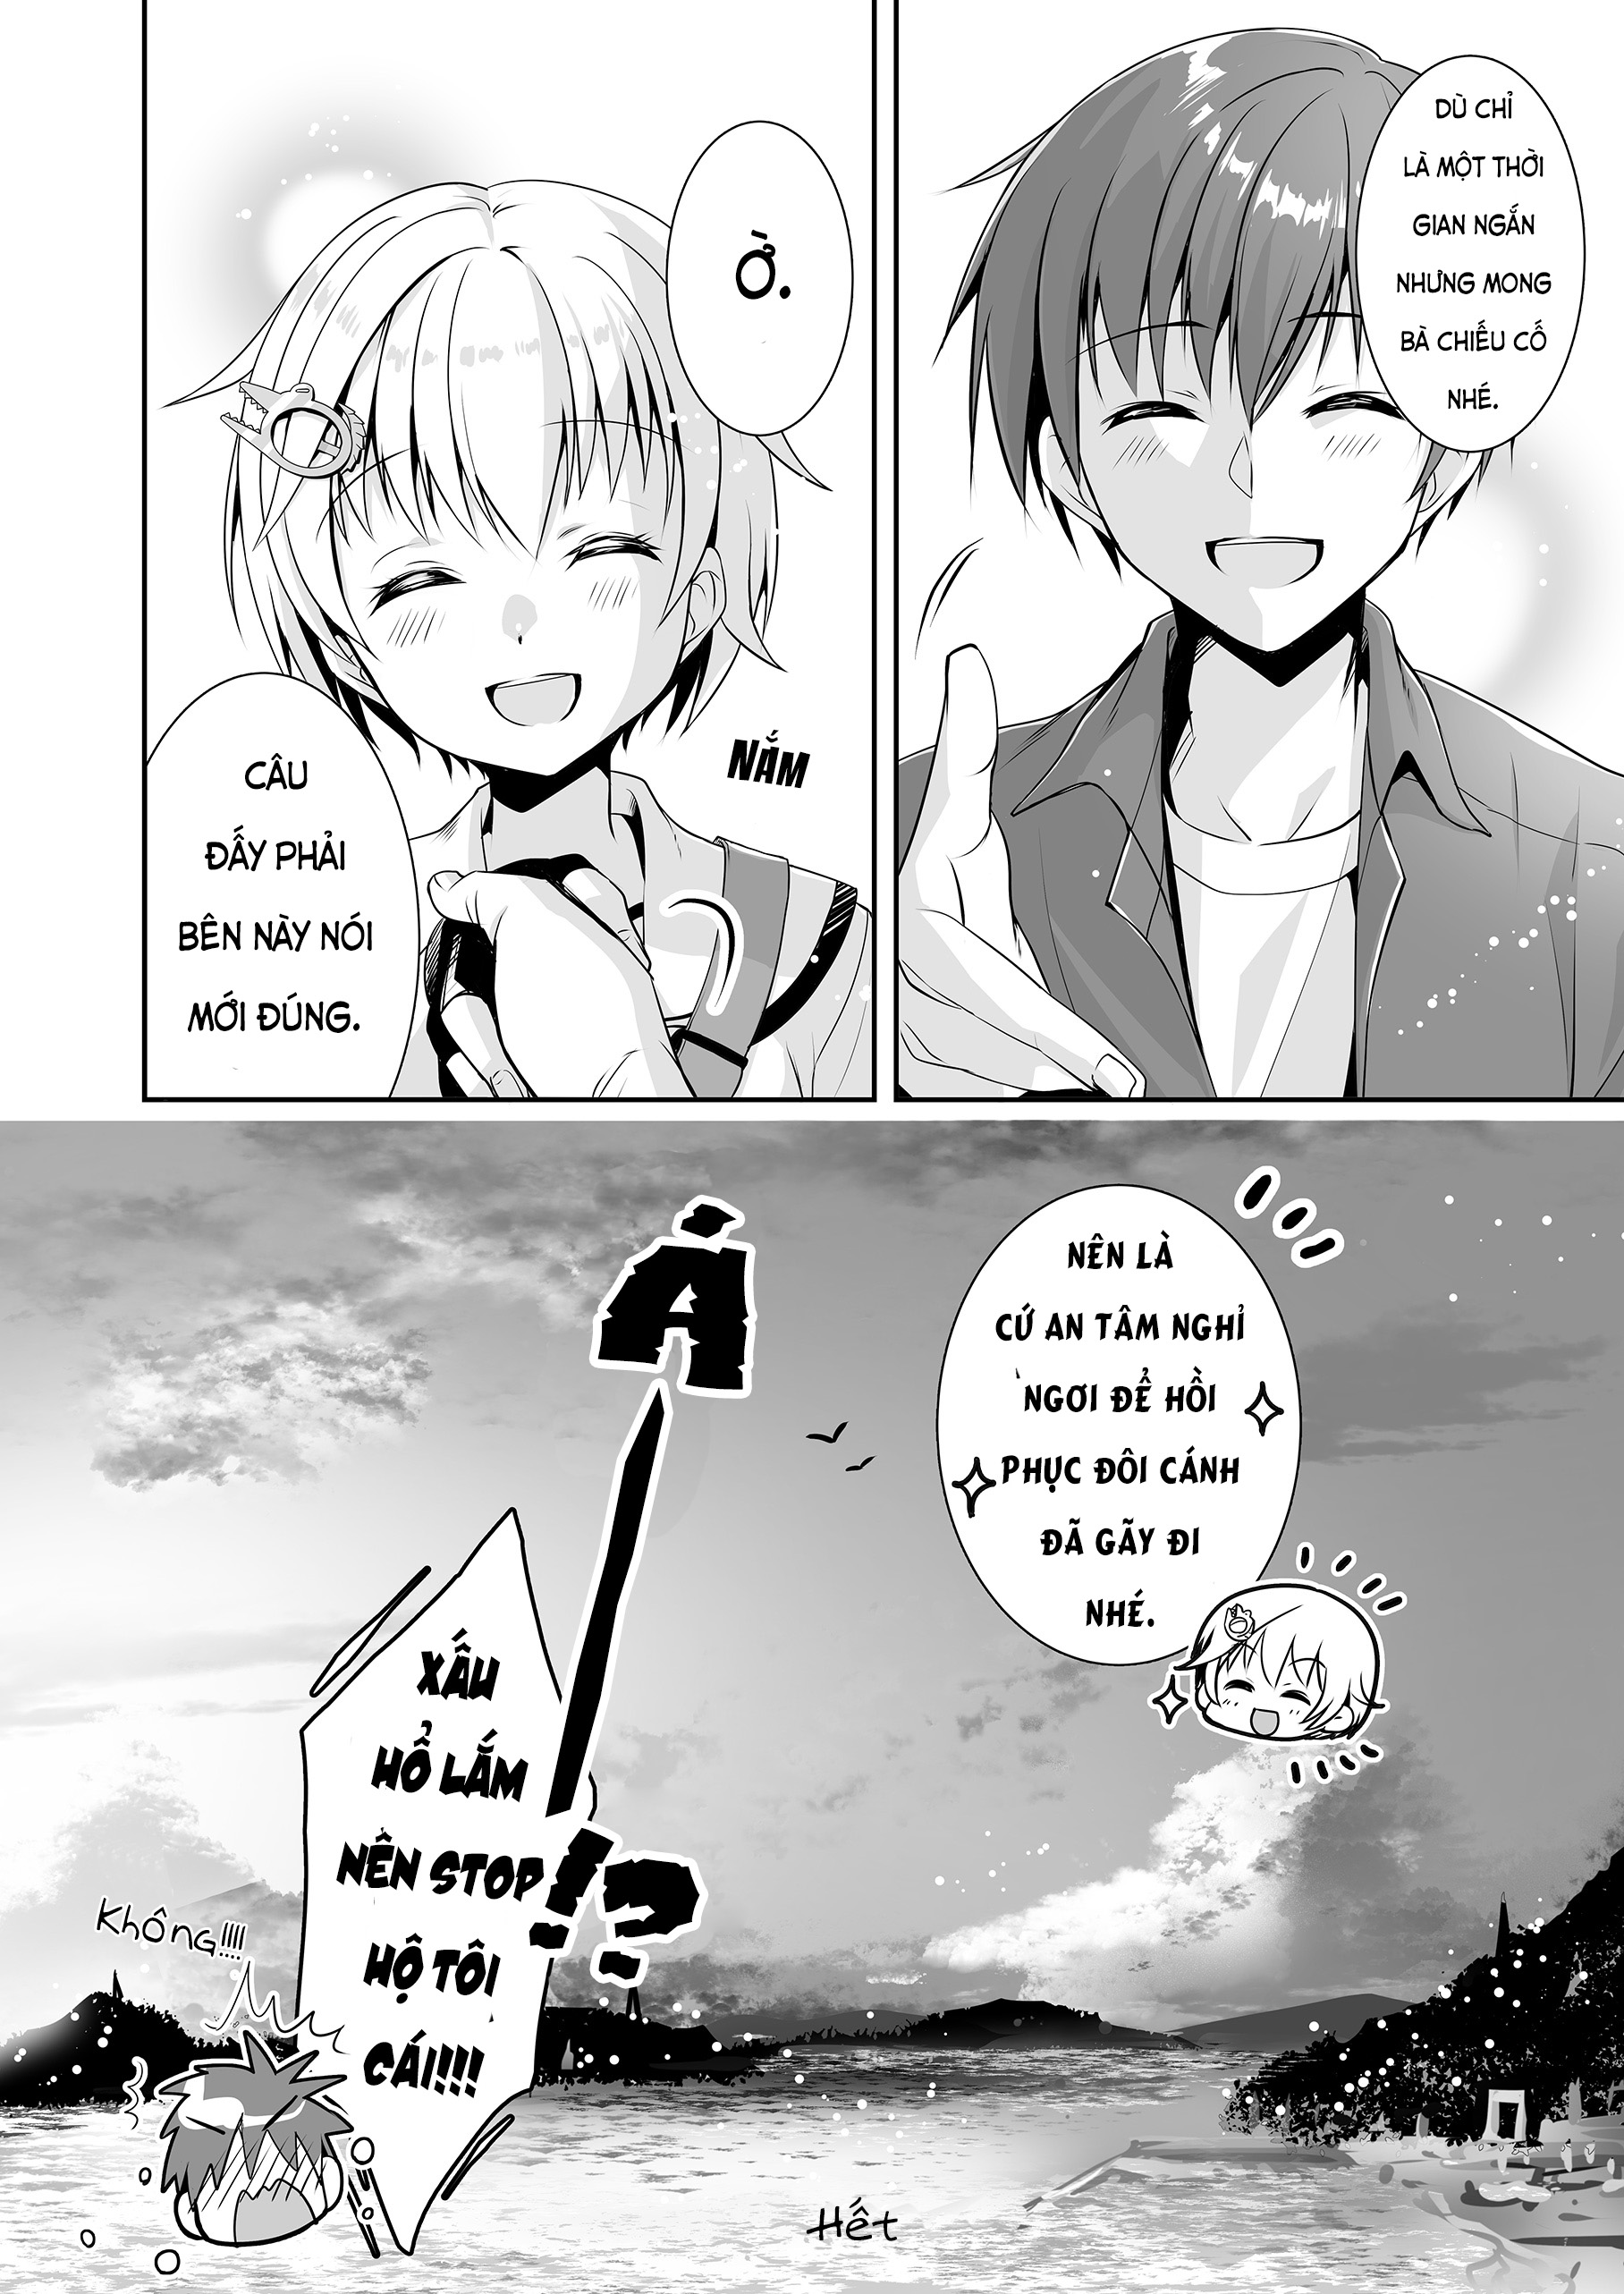 DÙ CHỈ
LÀ MỘT THỜI
GIAN NGẮN
NHƯNG MONG
BÀ CHIẾU CỐ
NHÉ.
Ờ.
NẮM
CÂU
ĐẤY PHẢI
BÊN NÀY NÓI
MỚI ĐÚNG.
NÊN LÀ
CỨ AN TÂM NGHỈ
NGƠI ĐỂ HỒI
PHỤC ĐÔI CÁNH
ĐÃ GÃY ĐI
NHÉ.
Á
!?
XẤU
HỔ LẮM
NÊN STOP
HỘ TÔI
CÁI!!!
Không!!!!
Hết